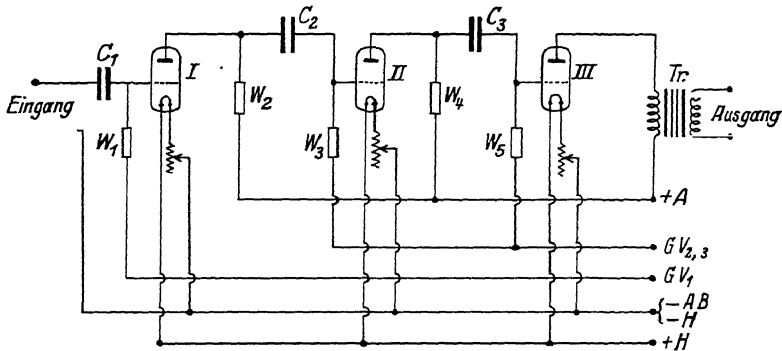 C1
I
C2
II
C3
III
Tr.
Eingang
W1
W2
W3
W4
W5
Ausgang
+A
GV2,3
GV1
–AB
–H
+H